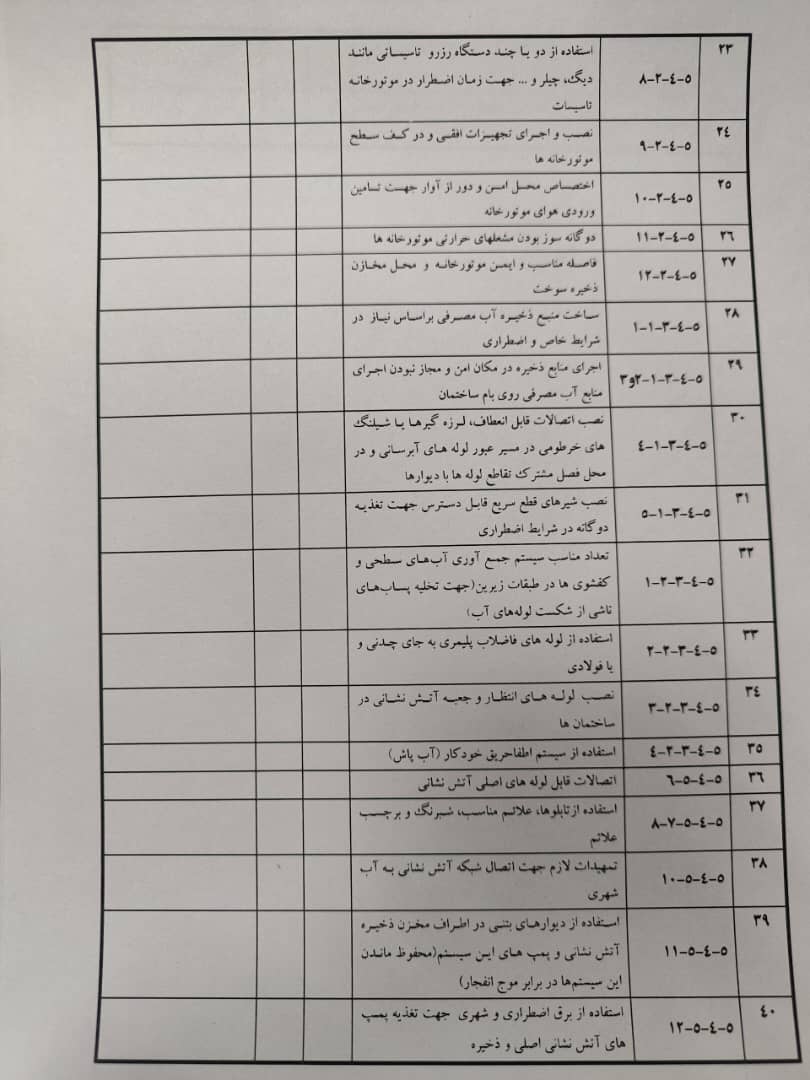 ۲۳
۵-۴-۲-۸
استفاده از دو یا چند دستگاه رزرو تاسیساتی مانند
دیگ، چیلر و ... جهت زمان اضطرار در موتورخانه
تاسیسات
۲۴
۵-۴-۲-۹
نصب و اجرای تجهیزات افقی و در کف سطح
موتورخانه ها
۲۵
۵-۴-۲-۱۰
اختصاص محل امن و دور از آوار جهت تامین
ورودی هوای موتورخانه
۲۶
۵-۴-۲-۱۱
دوگانه سوز بودن مشعلهای حرارتی موتورخانه ها
۲۷
۵-۴-۲-۱۲
فاصله مناسب و ایمن موتورخانه و محل مخازن
ذخیره سوخت
۲۸
۵-۴-۳-۱-۱
ساخت منبع ذخیره آب مصرفی براساس نیاز در
شرایط خاص و اضطراری
۲۹
۵-۴-۳-۱-۲و۳
اجرای منابع ذخیره در مکان امن و مجاز نبودن اجرای
منابع آب مصرفی روی بام ساختمان
۳۰
۵-۴-۳-۱-۴
نصب اتصالات قابل انعطاف، لرزه گیرها یا شیلنگ
های خرطومی در مسیر عبور لوله های آبرسانی و در
محل فصل مشترک تقاطع لوله ها با دیوارها
۳۱
۵-۴-۳-۱-۵
نصب شیرهای قطع سریع قابل دسترس جهت تغذیه
دوگانه در شرایط اضطراری
۳۲
۵-۴-۳-۲-۱
تعداد مناسب سیستم جمع آوری آب‌های سطحی و
کفشوی ها در طبقات زیرین(جهت تخلیه پساب‌های
ناشی از شکست لوله‌های آب)
۳۳
۵-۴-۳-۲-۲
استفاده از لوله های فاضلاب پلیمری به جای چدنی و
یا فولادی
۳۴
۵-۴-۳-۲-۳
نصب لوله های انتظار و جعبه آتش نشانی در
ساختمان ها
۳۵
۵-۴-۳-۲-۴
استفاده از سیستم اطفاحریق خودکار (آب پاش)
۳۶
۵-۴-۵-۶
اتصالات قابل لوله های اصلی آتش نشانی
۳۷
۵-۴-۵-۷-۸
استفاده ازتابلوها، علائم مناسب، شبرنگ و برچسب
علائم
۳۸
۵-۴-۵-۱۰
تمهیدات لازم جهت اتصال شبکه آتش نشانی به آب
شهری
۳۹
۵-۴-۵-۱۱
استفاده از دیوارهای بتنی در اطراف مخزن ذخیره
آتش نشانی و پمپ های این سیستم(محفوظ ماندن
این سیستم‌ها در برابر موج انفجار)
۴۰
۵-۴-۵-۱۲
استفاده از برق اضطراری و شهری جهت تغذیه پمپ
های آتش نشانی اصلی و ذخیره